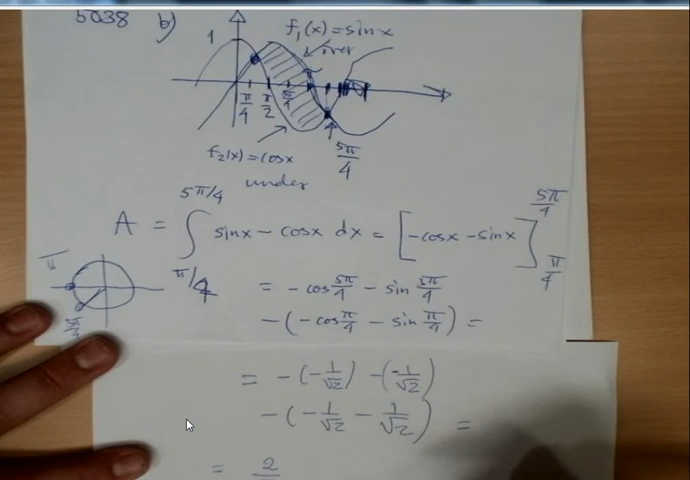 5038 b)
f₁(x) = sin x
över
1
π/4 π/2 3π/4
5π/4
f₂(x) = cos x
under
A = ∫_{π/4}^{5π/4} sin x − cos x dx = [−cos x − sin x]_{π/4}^{5π/4}
π
= −cos 5π/4 − sin 5π/4
−(−cos π/4 − sin π/4) =
= −(−1/√2) −(−1/√2)
−(−1/√2 − 1/√2) =
= 2